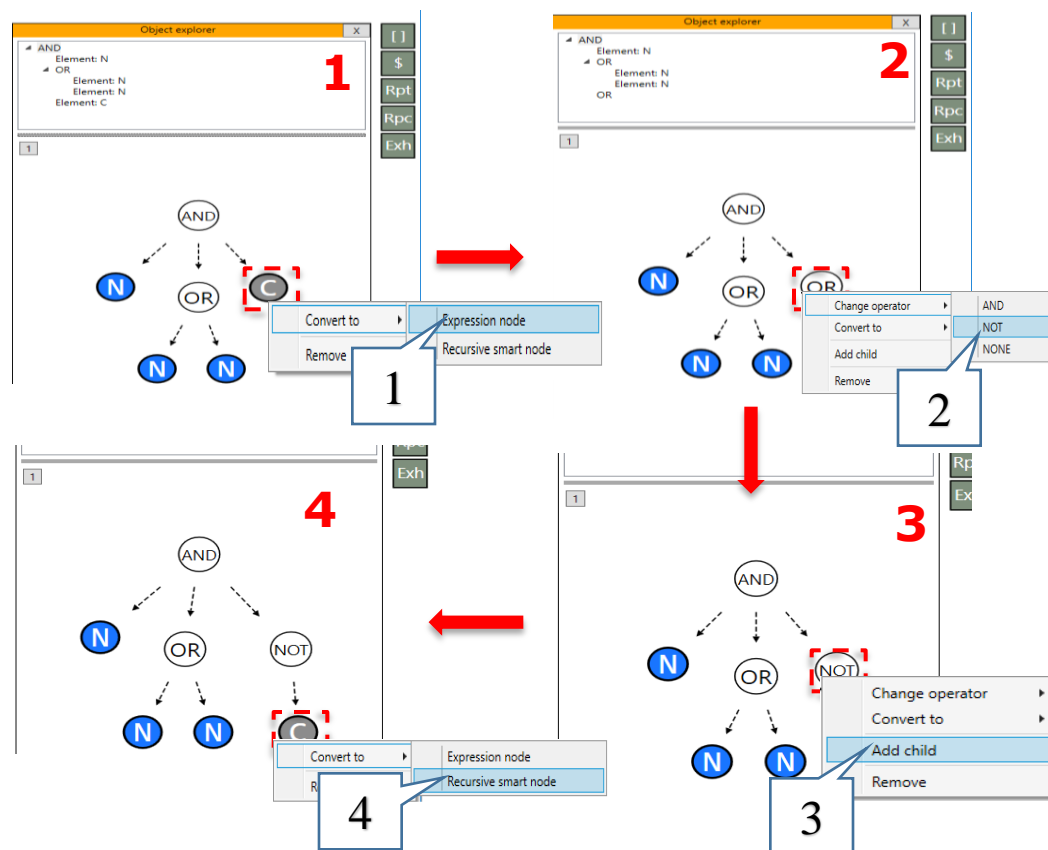 Object explorer
x
AND
Element: N
OR
Element: N
Element: N
Element: C
1
[ ]
$
Rpt
Rpc
Exh
1
AND
N
OR
C
N
N
Convert to
Remove
Expression node
Recursive smart node
1
Object explorer
x
AND
Element: N
OR
Element: N
Element: N
OR
2
[ ]
$
Rpt
Rpc
Exh
1
AND
N
OR
OR
N
N
Change operator
Convert to
Add child
Remove
AND
NOT
NONE
2
Exh
1
4
AND
N
OR
NOT
N
N
C
Convert to
Expression node
Recursive smart node
4
Rp
Ex
1
3
AND
N
OR
NOT
N
N
Change operator
Convert to
Add child
Remove
3